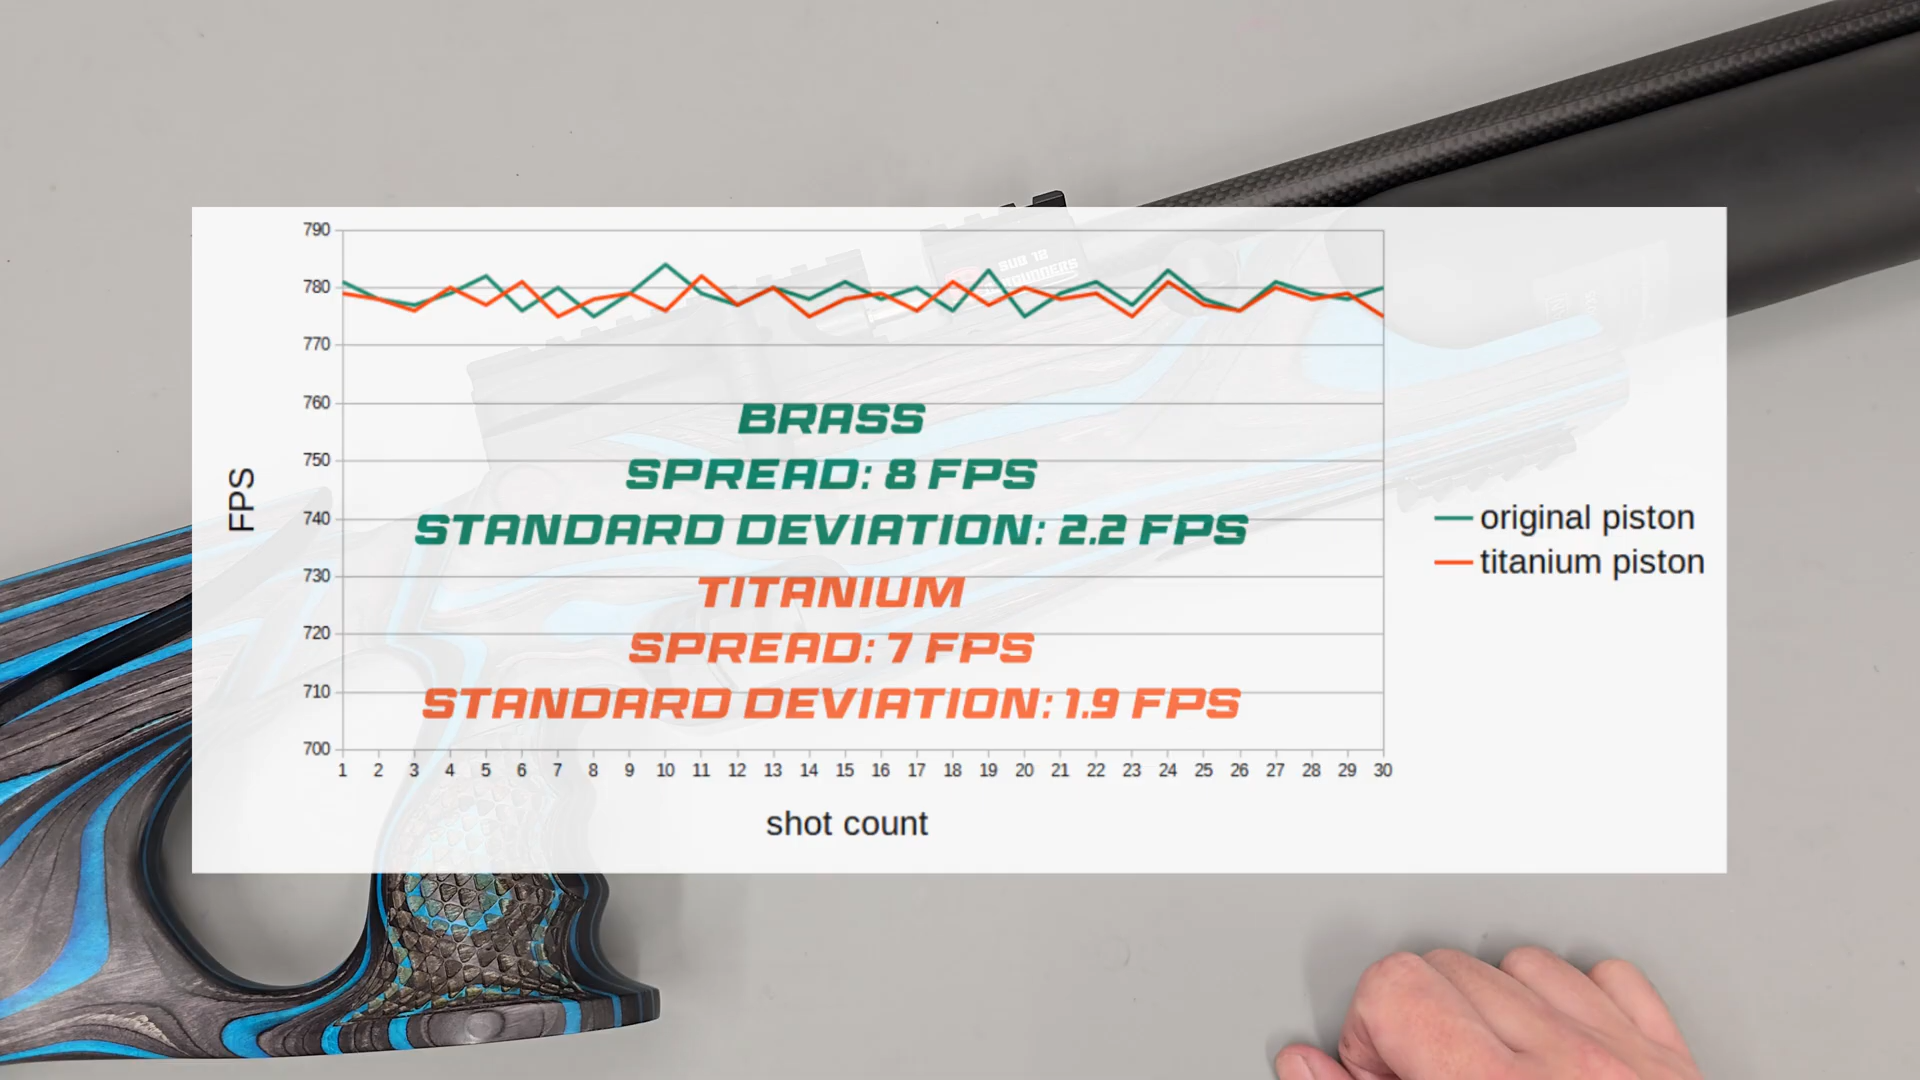 790
780
770
760
750
740
730
720
710
700
FPS
SUB 12
BRASS
SPREAD: 8 FPS
STANDARD DEVIATION: 2.2 FPS
TITANIUM
SPREAD: 7 FPS
STANDARD DEVIATION: 1.9 FPS
original piston
titanium piston
1 2 3 4 5 6 7 8 9 10 11 12 13 14 15 16 17 18 19 20 21 22 23 24 25 26 27 28 29 30
shot count